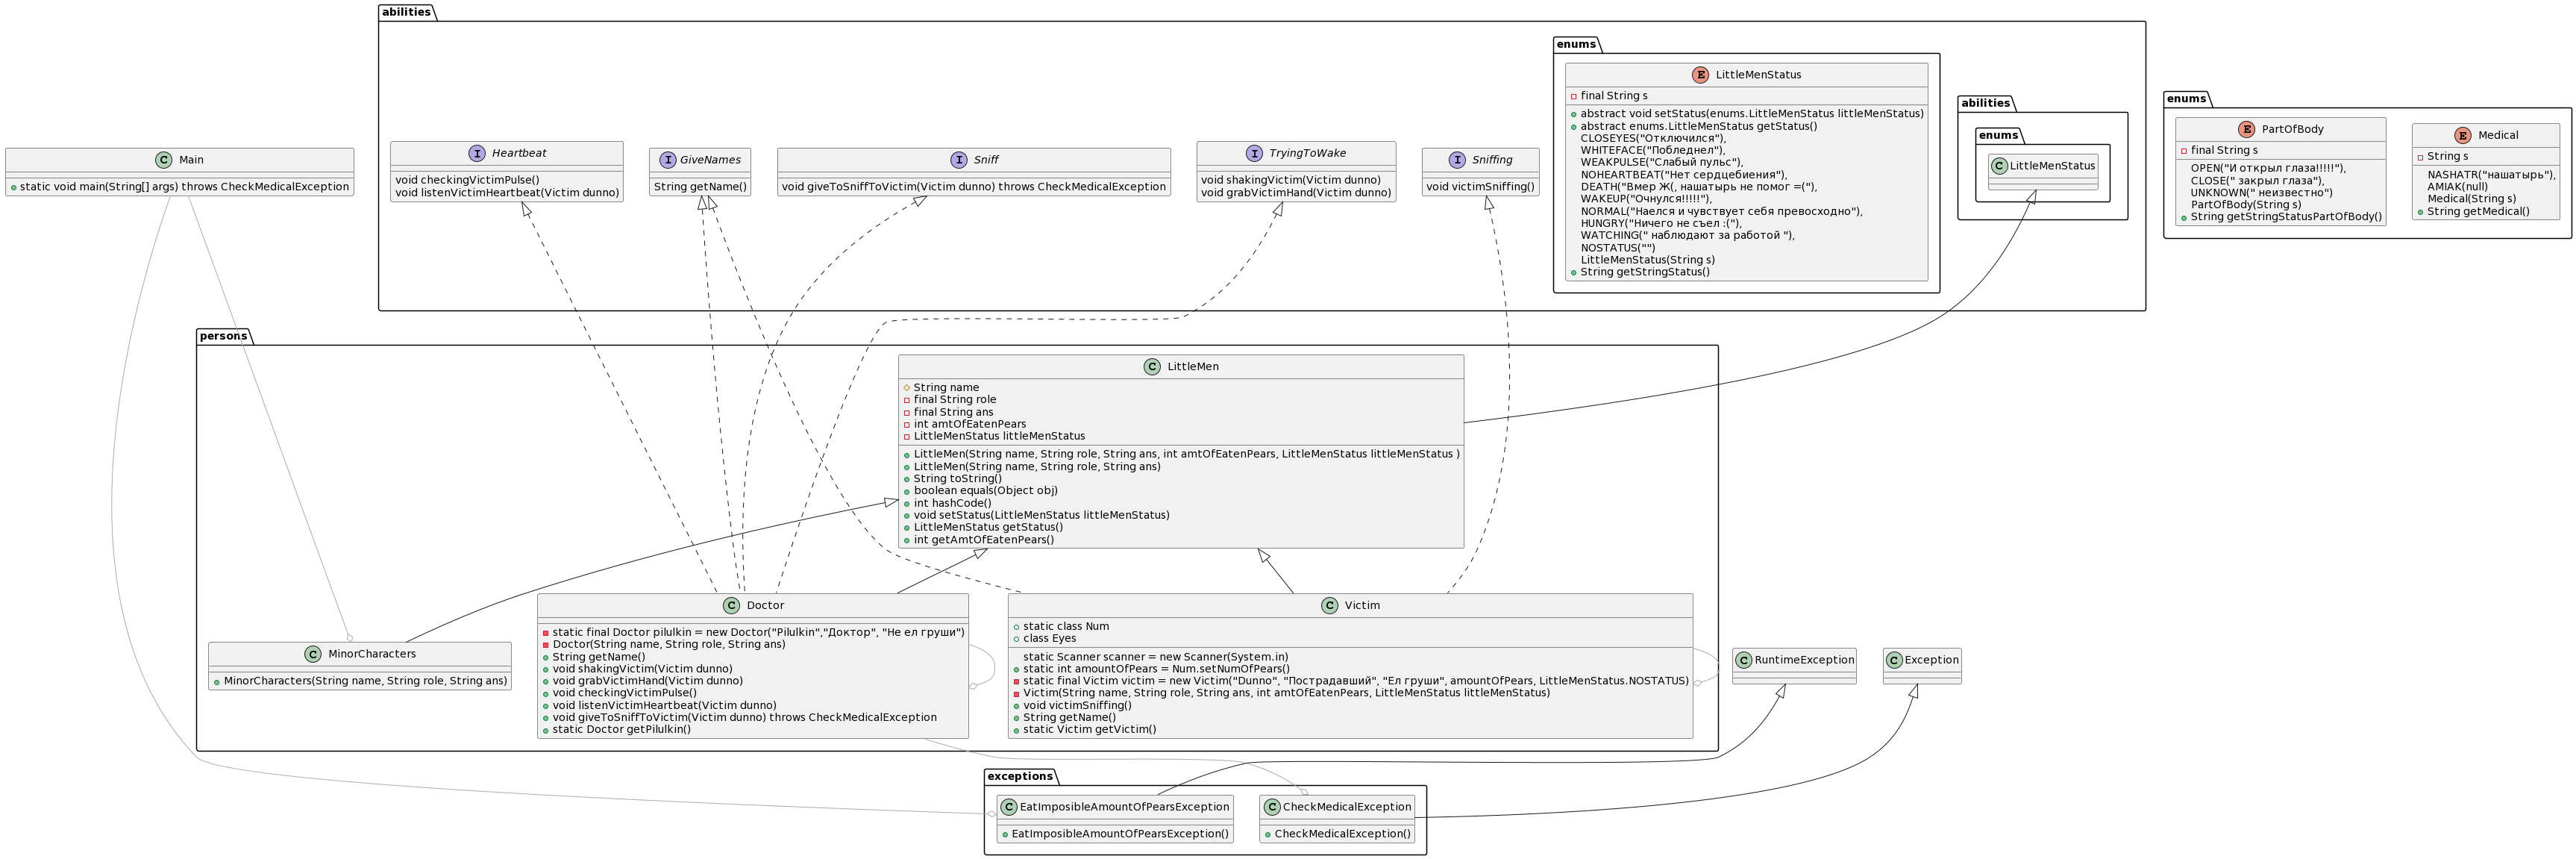 abilities
enums
E LittleMenStatus
final String s
abstract void setStatus(enums.LittleMenStatus littleMenStatus)
abstract enums.LittleMenStatus getStatus()
CLOSEYES("Отключился"),
WHITEFACE("Побледнел"),
WEAKPULSE("Слабый пульс"),
NOHEARTBEAT("Нет сердцебиения"),
DEATH("Вмер Ж(, нашатырь не помог =("),
WAKEUP("Очнулся!!!!!"),
NORMAL("Наелся и чувствует себя превосходно"),
HUNGRY("Ничего не съел :("),
WATCHING(" наблюдают за работой "),
NOSTATUS("")
LittleMenStatus(String s)
String getStringStatus()
abilities
enums
C LittleMenStatus
enums
E PartOfBody
final String s
OPEN("И открыл глаза!!!!!"),
CLOSE(" закрыл глаза"),
UNKNOWN(" неизвестно")
PartOfBody(String s)
String getStringStatusPartOfBody()
E Medical
String s
NASHATR("нашатырь"),
AMIAK(null)
Medical(String s)
String getMedical()
C Main
static void main(String[] args) throws CheckMedicalException
I Heartbeat
void checkingVictimPulse()
void listenVictimHeartbeat(Victim dunno)
I GiveNames
String getName()
I Sniff
void giveToSniffToVictim(Victim dunno) throws CheckMedicalException
I TryingToWake
void shakingVictim(Victim dunno)
void grabVictimHand(Victim dunno)
I Sniffing
void victimSniffing()
persons
C LittleMen
String name
final String role
final String ans
int amtOfEatenPears
LittleMenStatus littleMenStatus
LittleMen(String name, String role, String ans, int amtOfEatenPears, LittleMenStatus littleMenStatus )
LittleMen(String name, String role, String ans)
String toString()
boolean equals(Object obj)
int hashCode()
void setStatus(LittleMenStatus littleMenStatus)
LittleMenStatus getStatus()
int getAmtOfEatenPears()
C MinorCharacters
MinorCharacters(String name, String role, String ans)
C Doctor
static final Doctor pilulkin = new Doctor("Pilulkin","Доктор", "Не ел груши")
Doctor(String name, String role, String ans)
String getName()
void shakingVictim(Victim dunno)
void grabVictimHand(Victim dunno)
void checkingVictimPulse()
void listenVictimHeartbeat(Victim dunno)
void giveToSniffToVictim(Victim dunno) throws CheckMedicalException
static Doctor getPilulkin()
C Victim
static class Num
class Eyes
static Scanner scanner = new Scanner(System.in)
static int amountOfPears = Num.setNumOfPears()
static final Victim victim = new Victim("Dunno", "Пострадавший", "Ел груши", amountOfPears, LittleMenStatus.NOSTATUS)
Victim(String name, String role, String ans, int amtOfEatenPears, LittleMenStatus littleMenStatus)
void victimSniffing()
String getName()
static Victim getVictim()
C RuntimeException
C Exception
exceptions
C EatImposibleAmountOfPearsException
EatImposibleAmountOfPearsException()
C CheckMedicalException
CheckMedicalException()